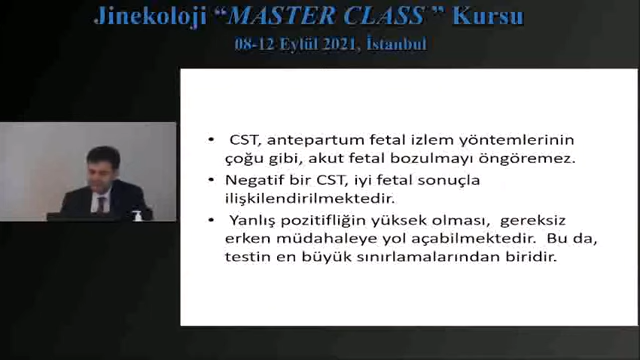 Jinekoloji “MASTER CLASS ” Kursu
08-12 Eylül 2021, İstanbul
• CST, antepartum fetal izlem yöntemlerinin
çoğu gibi, akut fetal bozulmayı öngöremez.
• Negatif bir CST, iyi fetal sonuçla
ilişkilendirilmektedir.
• Yanlış pozitifliğin yüksek olması, gereksiz
erken müdahaleye yol açabilmektedir. Bu da,
testin en büyük sınırlamalarından biridir.